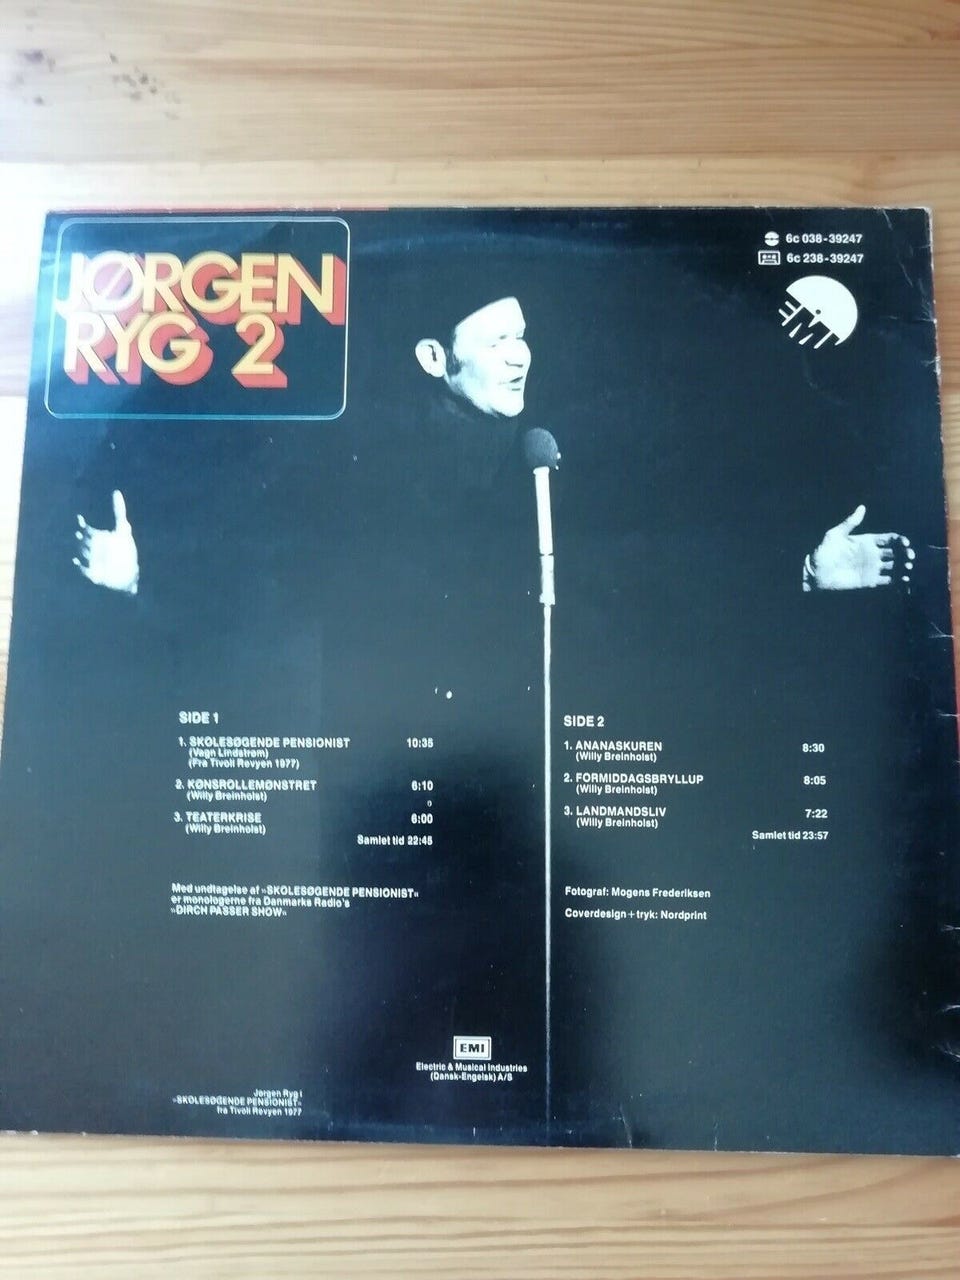 JØRGEN
RYG 2
6c 038-39247
6c 238-39247
EMI
SIDE 1
1. SKOLESØGENDE PENSIONIST 10:35
(Vagn Lindstrøm)
(Fra Tivoli Revyen 1977)
2. KØNSROLLEMØNSTRET 6:10
(Willy Breinholst)
3. TEATERKRISE 6:00
(Willy Breinholst)
Samlet tid 22:45
Med undtagelse af »SKOLESØGENDE PENSIONIST«
er monologerne fra Danmarks Radio's
»DIRCH PASSER SHOW«
SIDE 2
1. ANANASKUREN 8:30
(Willy Breinholst)
2. FORMIDDAGSBRYLLUP 8:05
(Willy Breinholst)
3. LANDMANDSLIV 7:22
(Willy Breinholst)
Samlet tid 23:57
Fotograf: Mogens Frederiksen
Coverdesign+tryk: Nordprint
EMI
Electric & Musical Industries
(Dansk-Engelsk) A/S
Jørgen Ryg i
»SKOLESØGENDE PENSIONIST«
fra Tivoli Revyen 1977